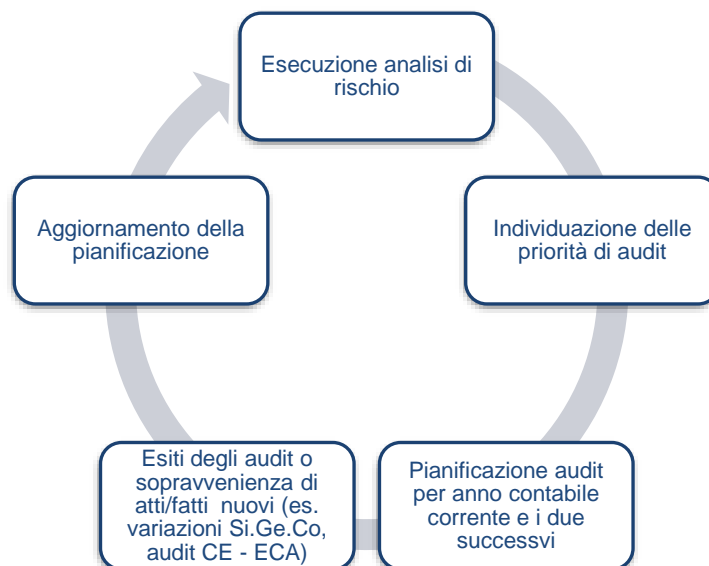 Esecuzione analisi di
rischio
Individuazione delle
priorità di audit
Pianificazione audit
per anno contabile
corrente e i due
successvi
Esiti degli audit o
sopravvenienza di
atti/fatti nuovi (es.
variazioni Si.Ge.Co,
audit CE - ECA)
Aggiornamento della
pianificazione